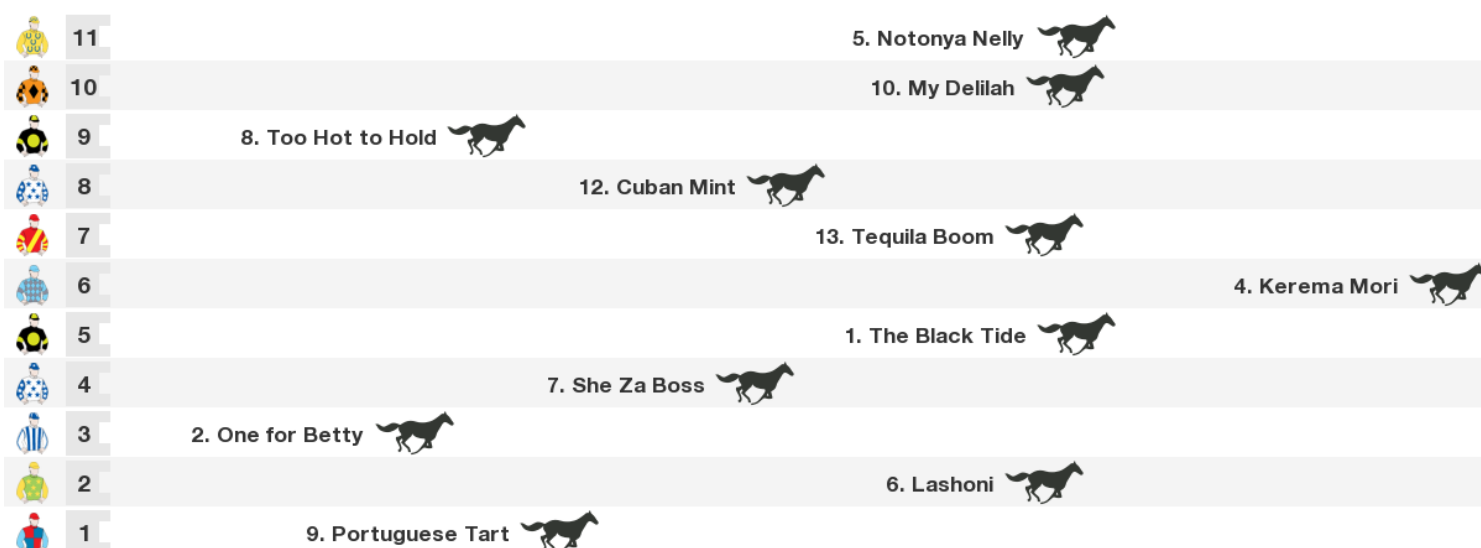 11 5. Notonya Nelly
10 10. My Delilah
9 8. Too Hot to Hold
8 12. Cuban Mint
7 13. Tequila Boom
6 4. Kerema Mori
5 1. The Black Tide
4 7. She Za Boss
3 2. One for Betty
2 6. Lashoni
1 9. Portuguese Tart